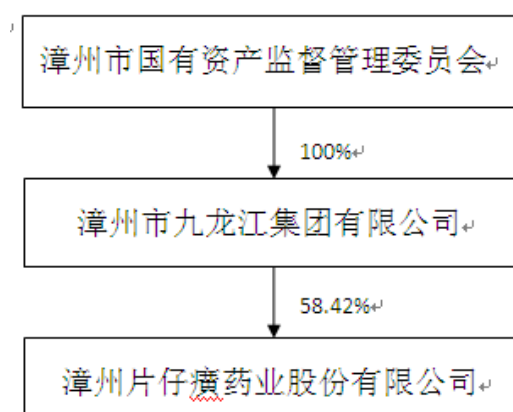 漳州市国有资产监督管理委员会
100%
漳州市九龙江集团有限公司
58.42%
漳州片仔癀药业股份有限公司